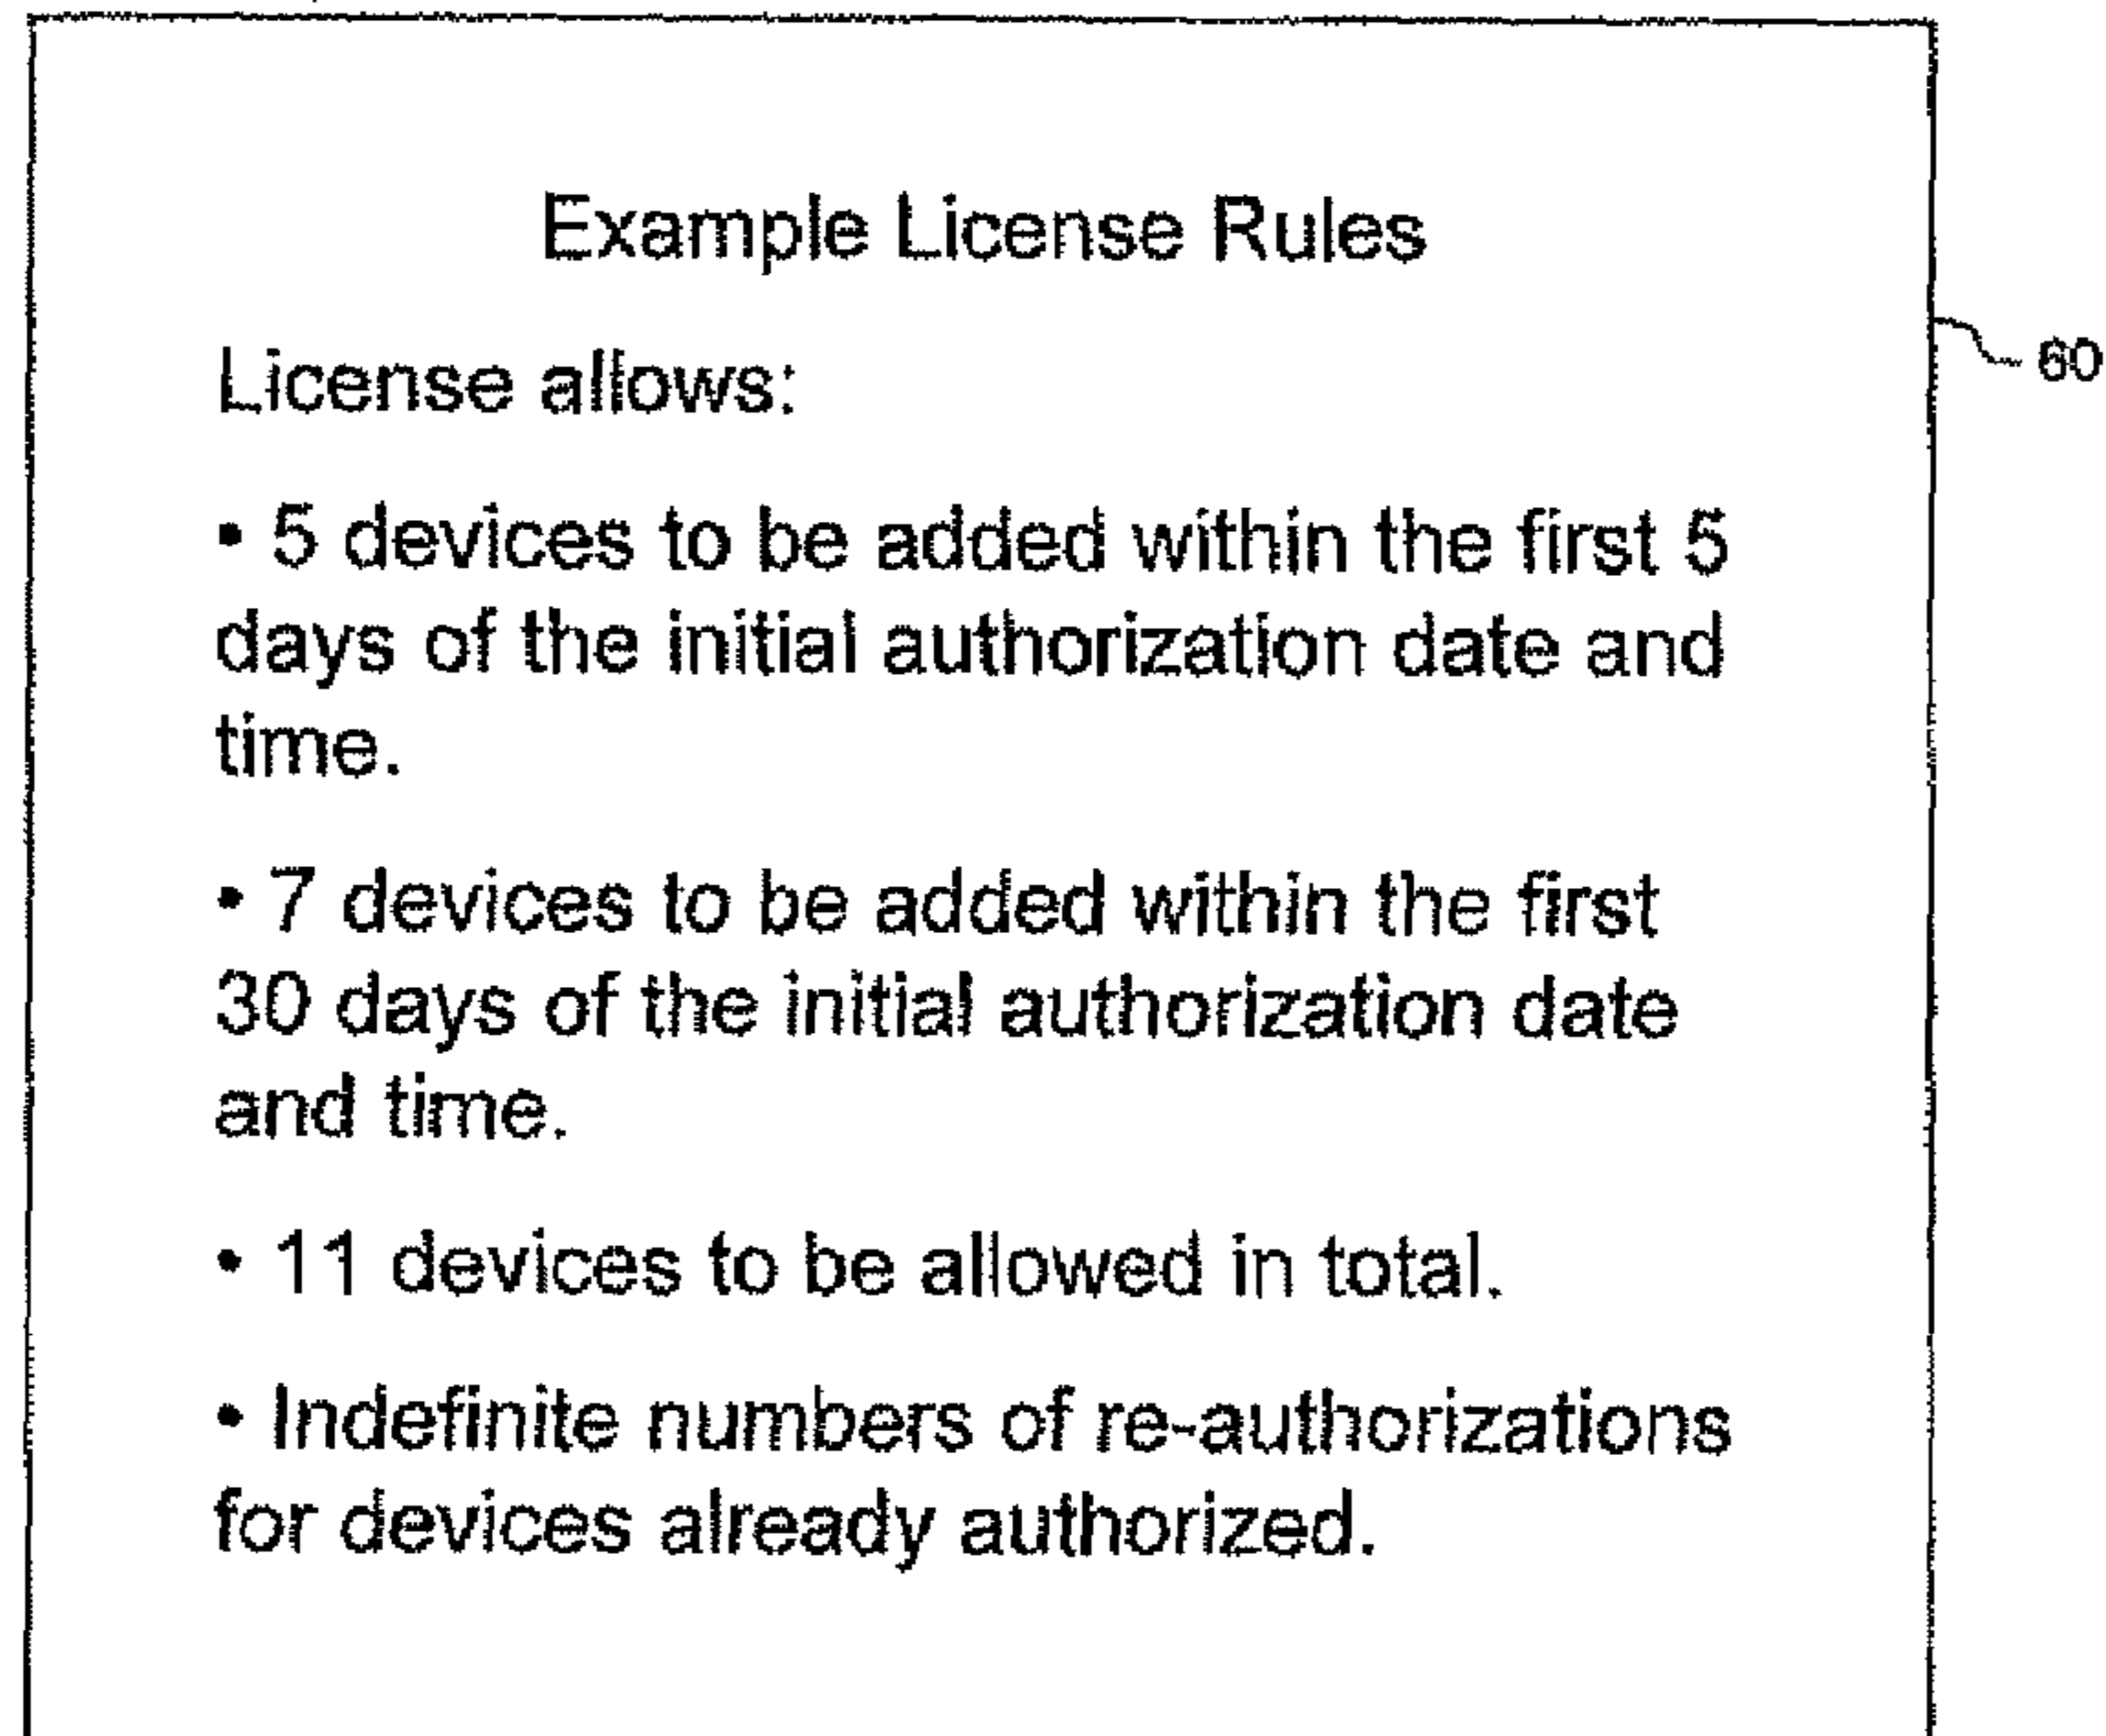 Example License Rules
License allows:
60
• 5 devices to be added within the first 5
days of the initial authorization date and
time.
• 7 devices to be added within the first
30 days of the initial authorization date
and time.
• 11 devices to be allowed in total.
• Indefinite numbers of re-authorizations
for devices already authorized.